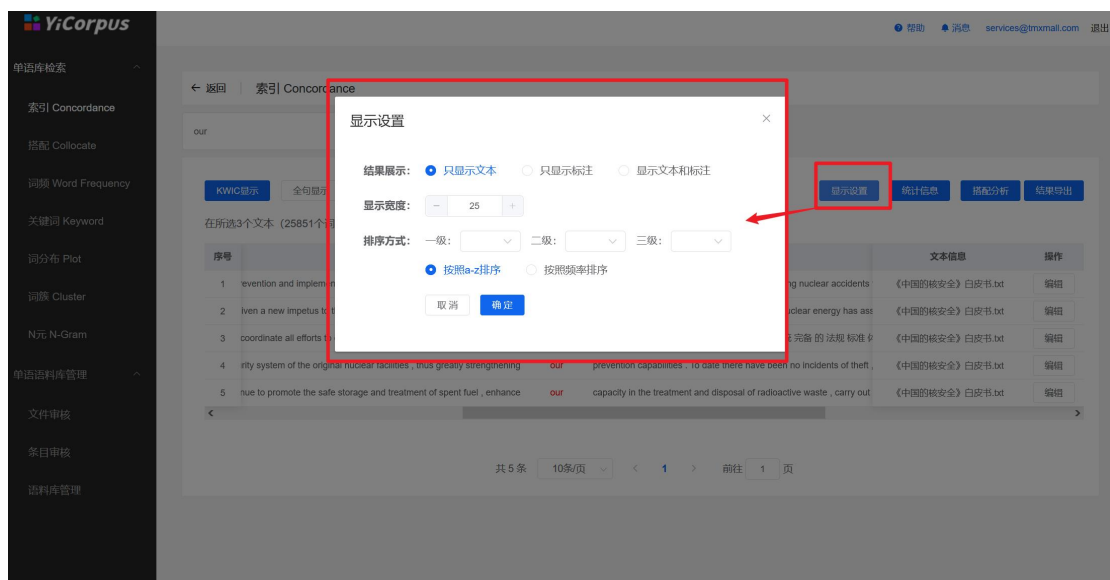 YiCorpus
帮助 消息 services@tmxmall.com 退出
单语库检索
索引 Concordance
搭配 Collocate
词频 Word Frequency
关键词 Keyword
词分布 Plot
词簇 Cluster
N元 N-Gram
单语语料库管理
文件审核
条目审核
语料库管理
← 返回 索引 Concordance
our
KWIC显示 全句显示 显示设置 统计信息 搭配分析 结果导出
在所选3个文本（25851个词
显示设置
结果展示： 只显示文本 只显示标注 显示文本和标注
显示宽度： - 25 +
排序方式： 一级： 二级： 三级：
按照a-z排序 按照频率排序
取消 确定
序号 文本信息 操作
1 revention and implemen ng nuclear accidents 《中国的核安全》白皮书.txt 编辑
2 iven a new impetus to t clear energy has ass 《中国的核安全》白皮书.txt 编辑
3 coordinate all efforts to 完备 的 法规 标准 《中国的核安全》白皮书.txt 编辑
4 rity system of the original nuclear facilities , thus greatly strengthening our prevention capabilities . To date there have been no incidents of theft , 《中国的核安全》白皮书.txt 编辑
5 nue to promote the safe storage and treatment of spent fuel , enhance our capacity in the treatment and disposal of radioactive waste , carry out 《中国的核安全》白皮书.txt 编辑
共 5 条 10条/页 < 1 > 前往 1 页